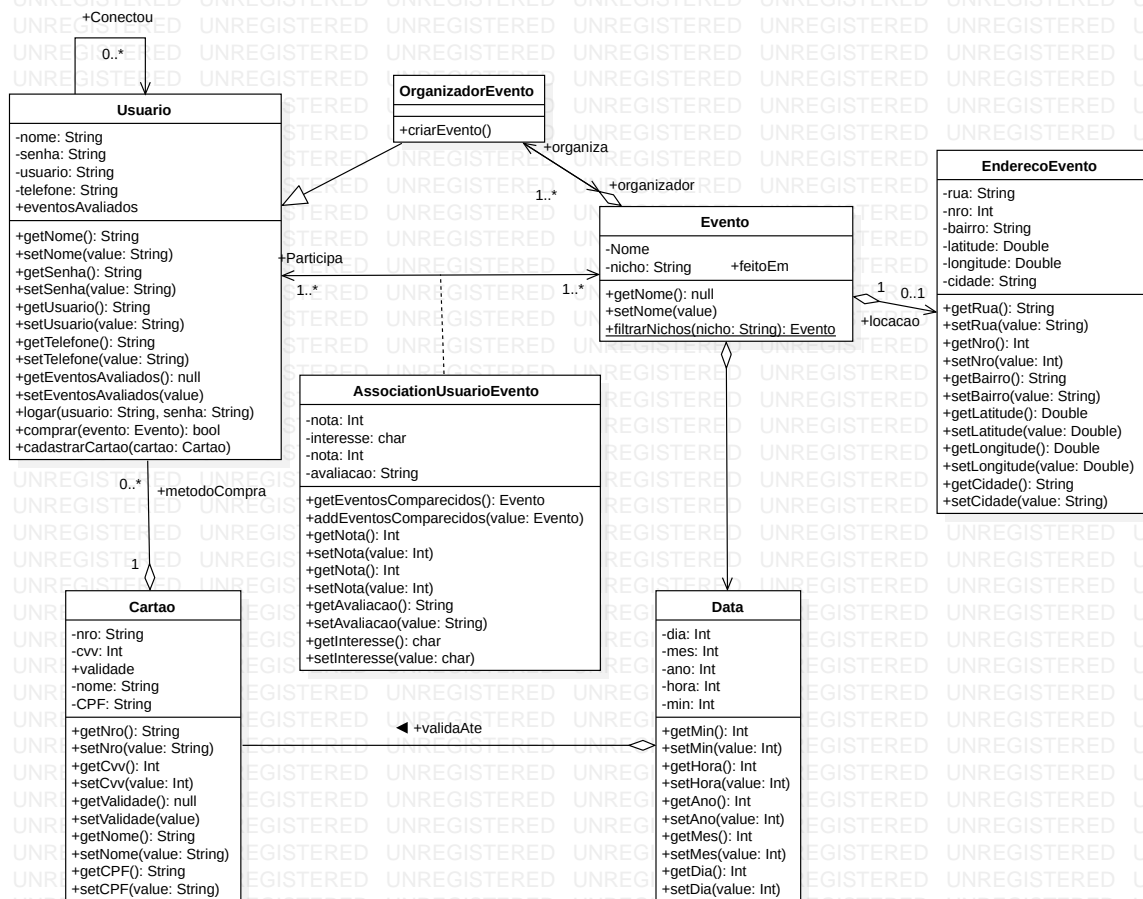 +Conectou
0..*
Usuario
-nome: String
-senha: String
-usuario: String
-telefone: String
+eventosAvaliados
+getNome(): String
+setNome(value: String)
+getSenha(): String
+setSenha(value: String)
+getUsuario(): String
+setUsuario(value: String)
+getTelefone(): String
+setTelefone(value: String)
+getEventosAvaliados(): null
+setEventosAvaliados(value)
+logar(usuario: String, senha: String)
+comprar(evento: Evento): bool
+cadastrarCartao(cartao: Cartao)
OrganizadorEvento
+criarEvento()
+organiza
1..*
+organizador
+Participa
1..*
1..*
Evento
-Nome
-nicho: String
+feitoEm
+getNome(): null
+setNome(value)
+filtrarNichos(nicho: String): Evento
1
0..1
+locacao
EnderecoEvento
-rua: String
-nro: Int
-bairro: String
-latitude: Double
-longitude: Double
-cidade: String
+getRua(): String
+setRua(value: String)
+getNro(): Int
+setNro(value: Int)
+getBairro(): String
+setBairro(value: String)
+getLatitude(): Double
+setLatitude(value: Double)
+getLongitude(): Double
+setLongitude(value: Double)
+getCidade(): String
+setCidade(value: String)
AssociationUsuarioEvento
-nota: Int
-interesse: char
-nota: Int
-avaliacao: String
+getEventosComparecidos(): Evento
+addEventosComparecidos(value: Evento)
+getNota(): Int
+setNota(value: Int)
+getNota(): Int
+setNota(value: Int)
+getAvaliacao(): String
+setAvaliacao(value: String)
+getInteresse(): char
+setInteresse(value: char)
0..*
+metodoCompra
1
Cartao
-nro: String
-cvv: Int
+validade
-nome: String
-CPF: String
+getNro(): String
+setNro(value: String)
+getCvv(): Int
+setCvv(value: Int)
+getValidade(): null
+setValidade(value)
+getNome(): String
+setNome(value: String)
+getCPF(): String
+setCPF(value: String)
◄ +validaAte
Data
-dia: Int
-mes: Int
-ano: Int
-hora: Int
-min: Int
+getMin(): Int
+setMin(value: Int)
+getHora(): Int
+setHora(value: Int)
+getAno(): Int
+setAno(value: Int)
+getMes(): Int
+setMes(value: Int)
+getDia(): Int
+setDia(value: Int)
UNREGISTERED